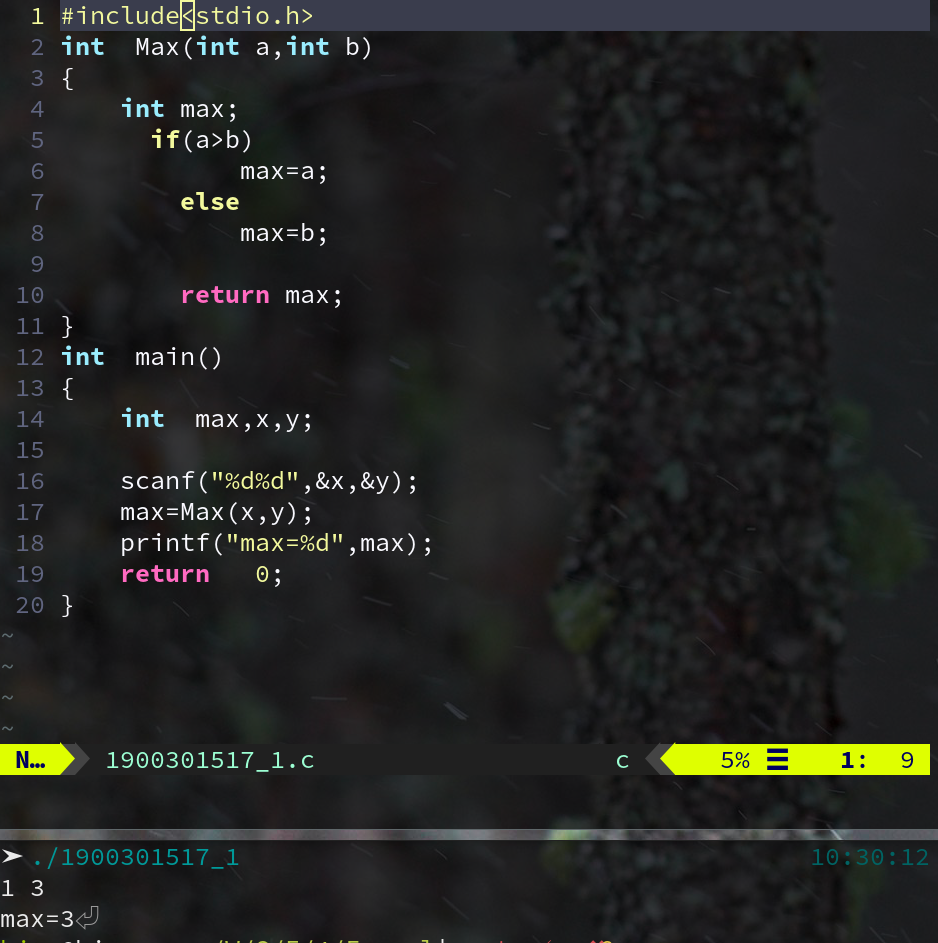 1 #include<stdio.h>
2 int  Max(int a,int b)
3 {
4     int max;
5       if(a>b)
6             max=a;
7         else
8             max=b;
9
10         return max;
11 }
12 int  main()
13 {
14     int  max,x,y;
15
16     scanf("%d%d",&x,&y);
17     max=Max(x,y);
18     printf("max=%d",max);
19     return   0;
20 }
~
~
~
~
N… 1900301517_1.c c 5% ☰ 1: 9
➤ ./1900301517_1 10:30:12
1 3
max=3⏎